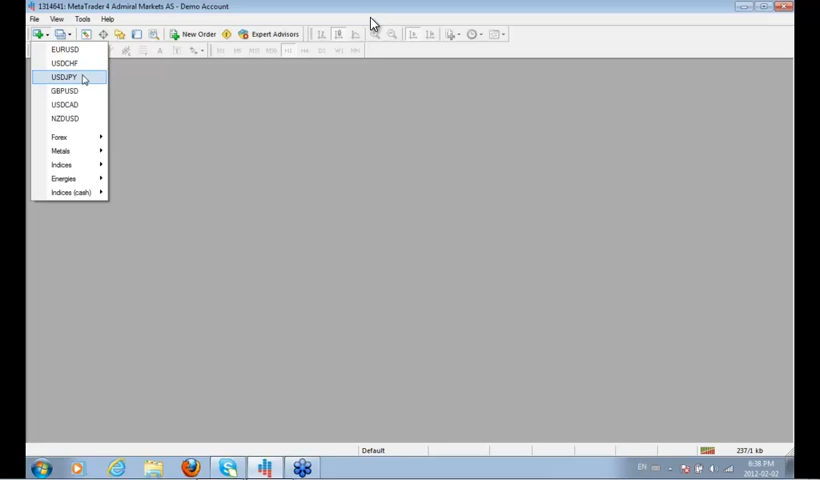 1314641: MetaTrader 4 Admiral Markets AS - Demo Account
File View Tools Help
New Order Expert Advisors
A T M1 M5 M15 M30 H1 H4 D1 W1 MN
EURUSD
USDCHF
USDJPY
GBPUSD
USDCAD
NZDUSD
Forex
Metals
Indices
Energies
Indices (cash)
Default 237/1 kb
EN 6:38 PM
2012-02-02